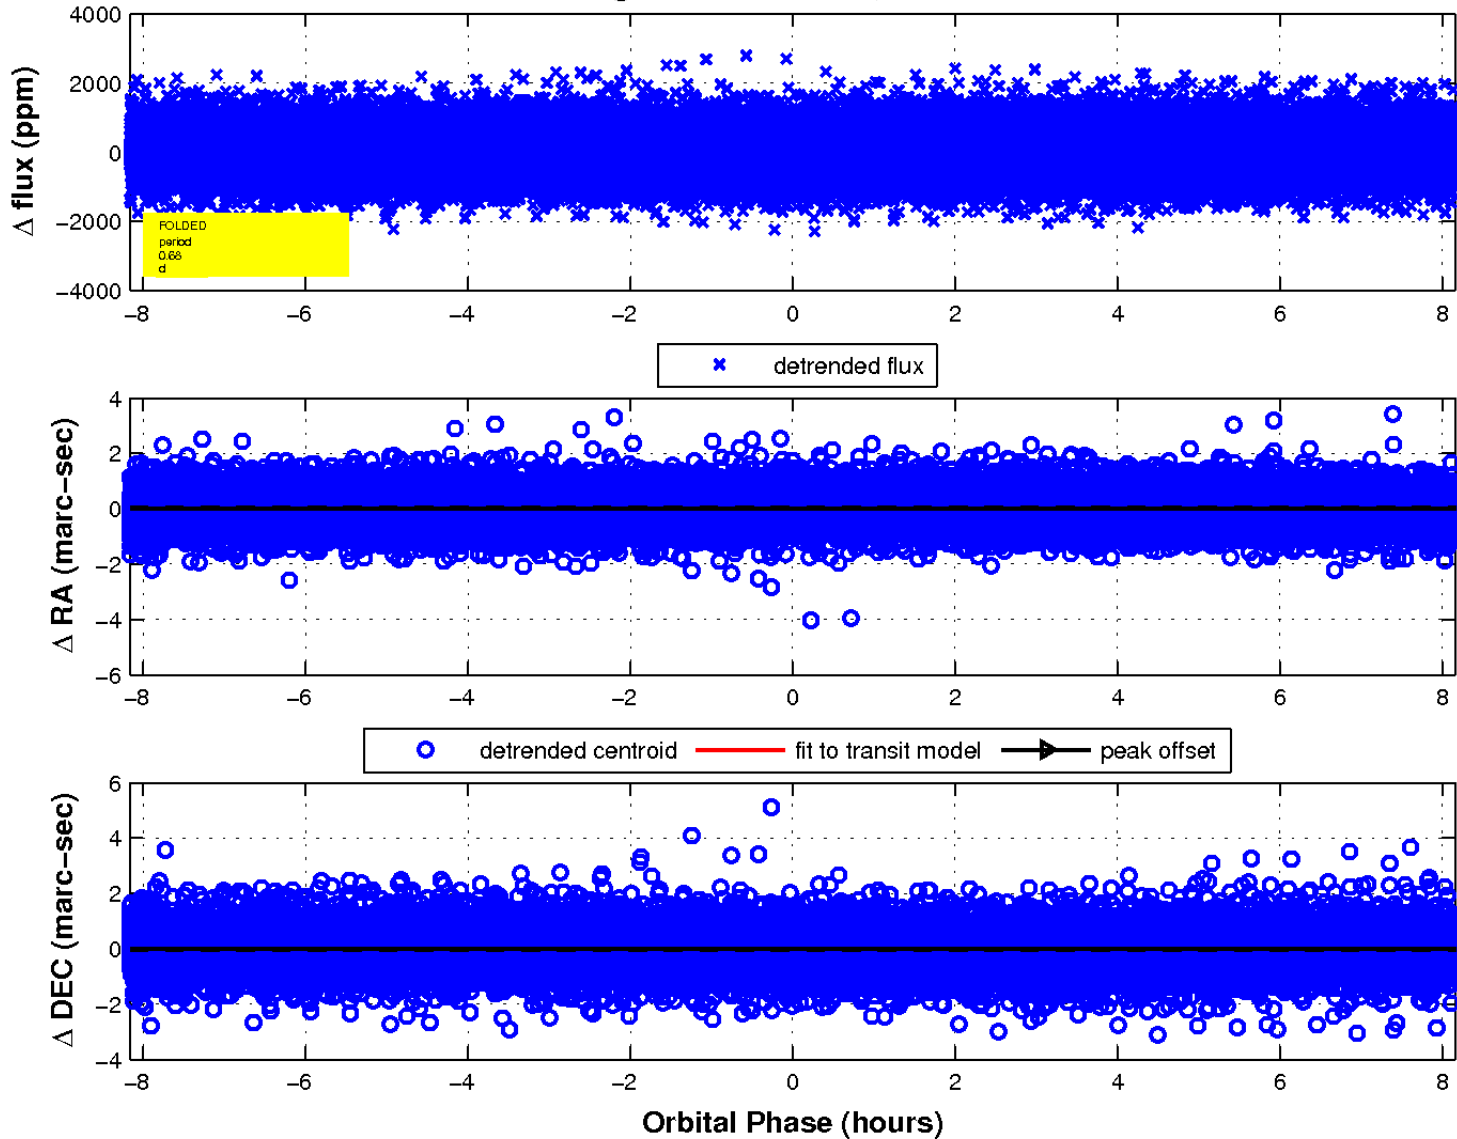 4000
2000
0
−2000
−4000
Δ flux (ppm)
FOLDED
period
0.68
d
−8 −6 −4 −2 0 2 4 6 8
detrended flux
4
2
0
−2
−4
−6
Δ RA (marc−sec)
−8 −6 −4 −2 0 2 4 6 8
detrended centroid fit to transit model peak offset
6
4
2
0
−2
−4
Δ DEC (marc−sec)
−8 −6 −4 −2 0 2 4 6 8
Orbital Phase (hours)